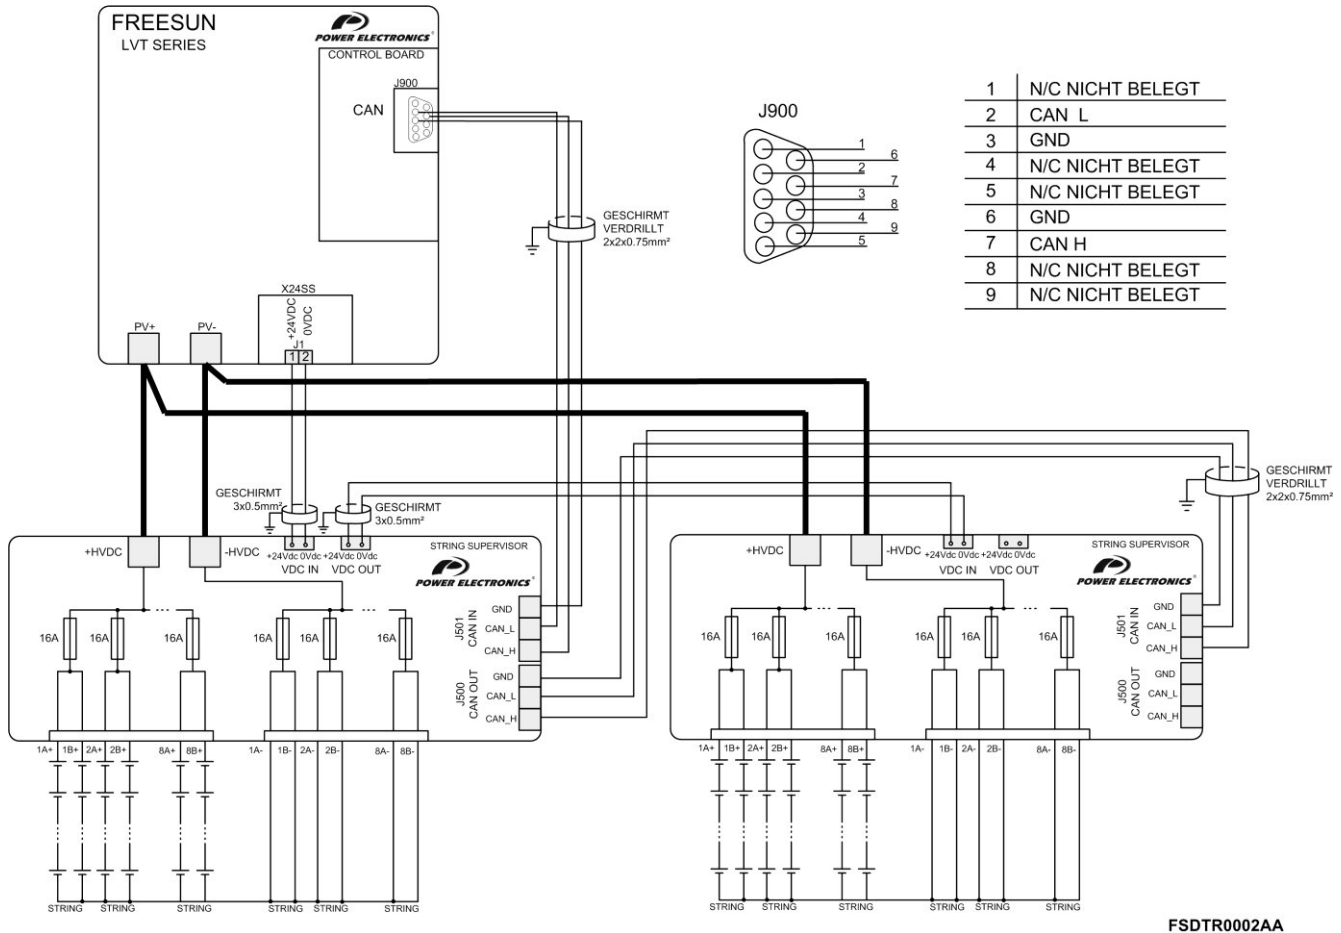 FREESUN
LVT SERIES
POWER ELECTRONICS®
CONTROL BOARD
J900
CAN
X24SS
+24VDC
0VDC
J1
1 2
PV+
PV-
GESCHIRMT
VERDRILLT
2x2x0.75mm²
J900
1
6
2
7
3
8
4
9
5
1 N/C NICHT BELEGT
2 CAN L
3 GND
4 N/C NICHT BELEGT
5 N/C NICHT BELEGT
6 GND
7 CAN H
8 N/C NICHT BELEGT
9 N/C NICHT BELEGT
GESCHIRMT
3x0.5mm²
GESCHIRMT
3x0.5mm²
GESCHIRMT
VERDRILLT
2x2x0.75mm²
+HVDC
-HVDC
+24Vdc 0Vdc
VDC IN
+24Vdc 0Vdc
VDC OUT
STRING SUPERVISOR
POWER ELECTRONICS®
J501
CAN IN
GND
CAN_L
CAN_H
J500
CAN OUT
GND
CAN_L
CAN_H
16A 16A 16A 16A 16A 16A
1A+ 1B+ 2A+ 2B+ 8A+ 8B+ 1A- 1B- 2A- 2B- 8A- 8B-
STRING STRING STRING STRING STRING STRING
+HVDC
-HVDC
+24Vdc 0Vdc
VDC IN
+24Vdc 0Vdc
VDC OUT
STRING SUPERVISOR
POWER ELECTRONICS®
J501
CAN IN
GND
CAN_L
CAN_H
J500
CAN OUT
GND
CAN_L
CAN_H
16A 16A 16A 16A 16A 16A
1A+ 1B+ 2A+ 2B+ 8A+ 8B+ 1A- 1B- 2A- 2B- 8A- 8B-
STRING STRING STRING STRING STRING STRING
FSDTR0002AA